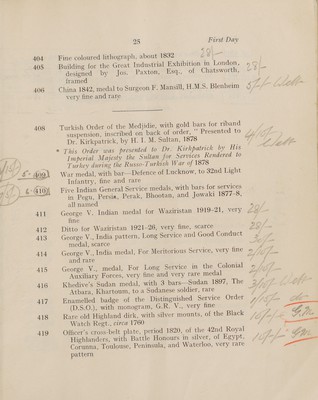 25 First Day
404 Fine coloured lithograph, about 1832 28/-
405 Building for the Great Industrial Exhibition in London,
designed by Jos. Paxton, Esq., of Chatsworth,
framed 28/-
406 China 1842, medal to Surgeon F. Mansill, H.M.S. Blenheim
very fine and rare
408 Turkish Order of the Medjidie, with gold bars for riband
suspension, inscribed on back of order, "Presented to
Dr. Kirkpatrick, by H. I. M. Sultan, 1878
* This Order was presented to Dr. Kirkpatrick by His
Imperial Majesty the Sultan for Services Rendered to
Turkey during the Russo-Turkish War of 1878
409 War medal, with bar—Defence of Lucknow, to 32nd Light
Infantry, fine and rare
410 Five Indian General Service medals, with bars for services
in Pegu, Persia, Perak, Bhootan, and Jowaki 1877-8,
all named
411 George V. Indian medal for Waziristan 1919-21, very
fine
412 Ditto for Waziristan 1921-26, very fine, scarce
413 George V., India pattern, Long Service and Good Conduct
medal, scarce
414 George V., India medal, For Meritorious Service, very fine
and rare
415 George V., medal, For Long Service in the Colonial
Auxiliary Forces, very fine and very rare medal
416 Khedive's Sudan medal, with 3 bars—Sudan 1897, The
Atbara, Khartoum, to a Sudanese soldier, rare
417 Enamelled badge of the Distinguished Service Order
(D.S.O.), with monogram, G.R. V., very fine
418 Rare old Highland dirk, with silver mounts, of the Black
Watch Regt., circa 1760
419 Officer's cross-belt plate, period 1820, of the 42nd Royal
Highlanders, with Battle Honours in silver, of Egypt,
Corunna, Toulouse, Peninsula, and Waterloo, very rare
pattern